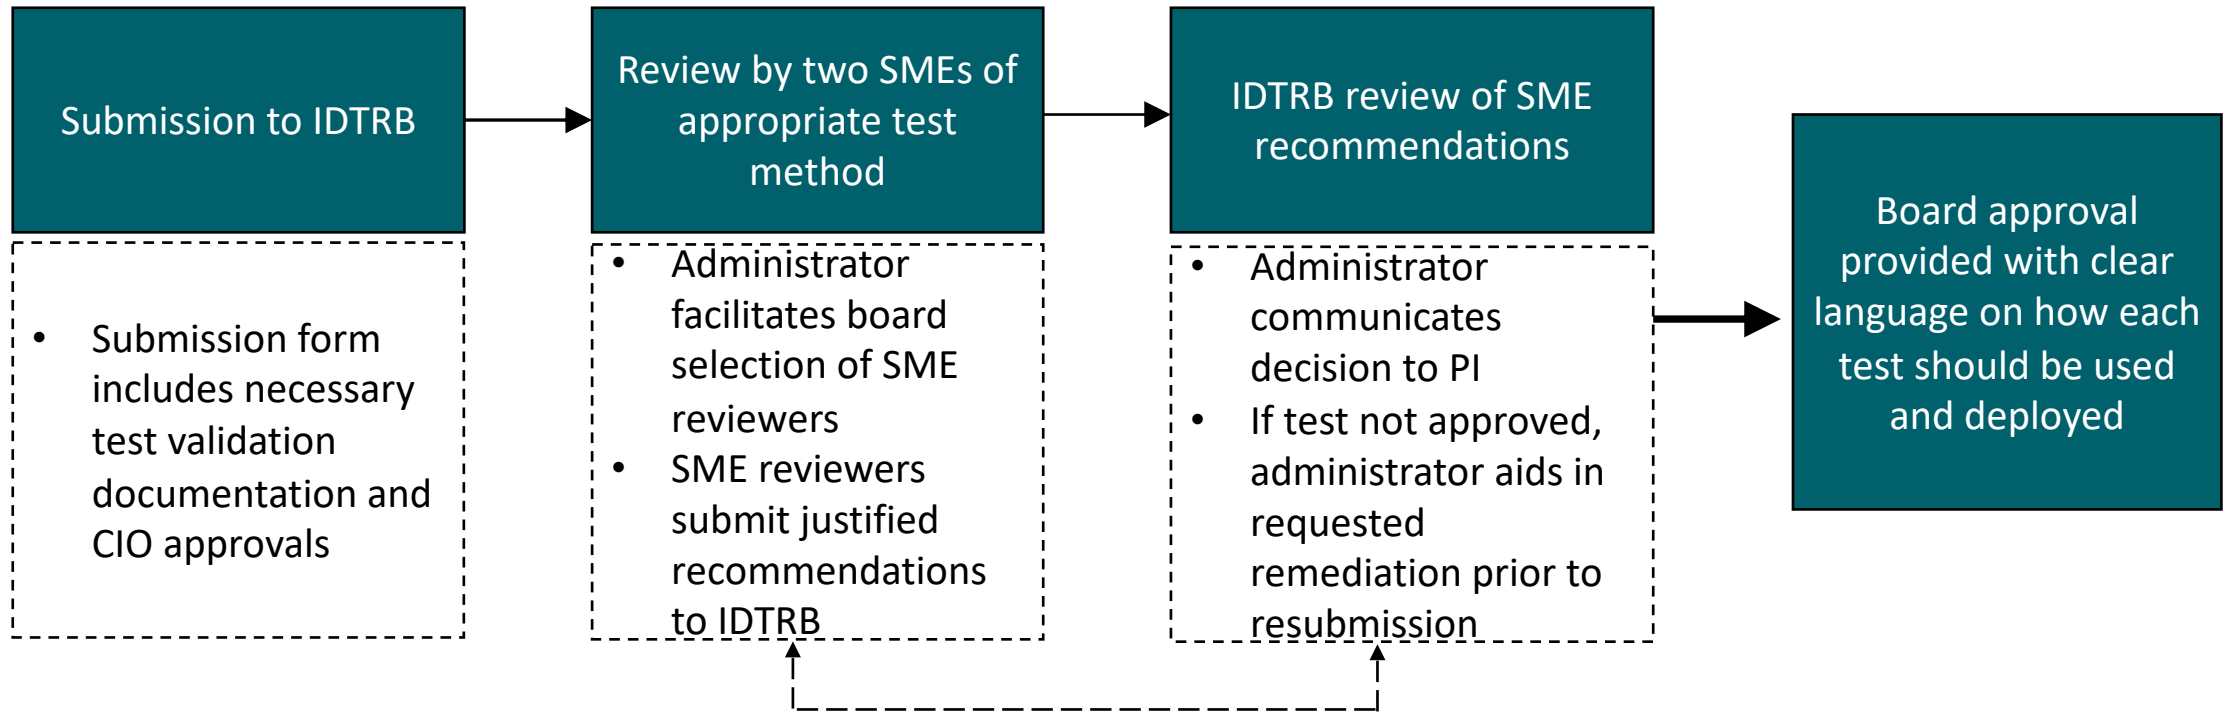 Submission to IDTRB
Review by two SMEs of
appropriate test
method
IDTRB review of SME
recommendations
Board approval
provided with clear
language on how each
test should be used
and deployed
• Submission form
includes necessary
test validation
documentation and
CIO approvals
• Administrator
facilitates board
selection of SME
reviewers
• SME reviewers
submit justified
recommendations
to IDTRB
• Administrator
communicates
decision to PI
• If test not approved,
administrator aids in
requested
remediation prior to
resubmission